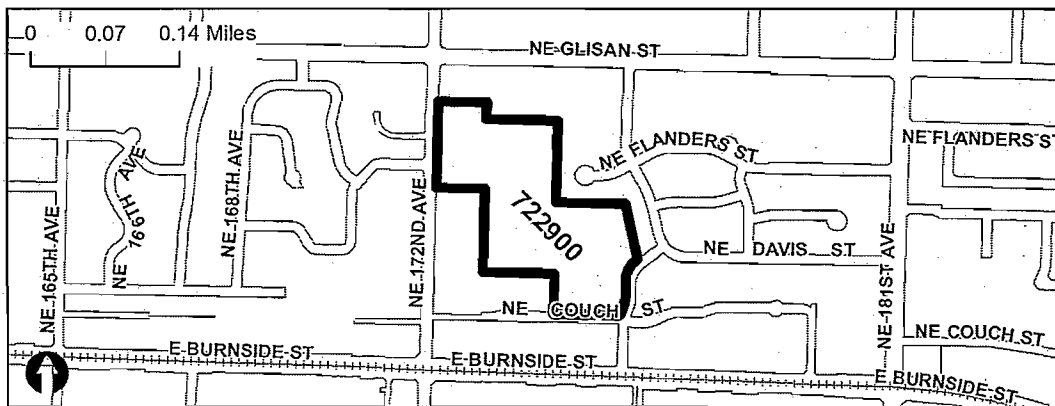 0 0.07 0.14 Miles
NE GLISAN ST
NE FLANDERS ST
NE FLANDERS ST
NE 166TH AVE
NE 168TH AVE
722900
NE 172ND AVE
NE 165TH AVE
NE DAVIS ST
NE 181ST AVE
NE COUCH ST
NE COUCH ST
E BURNSIDE ST
E BURNSIDE ST
E BURNSIDE ST